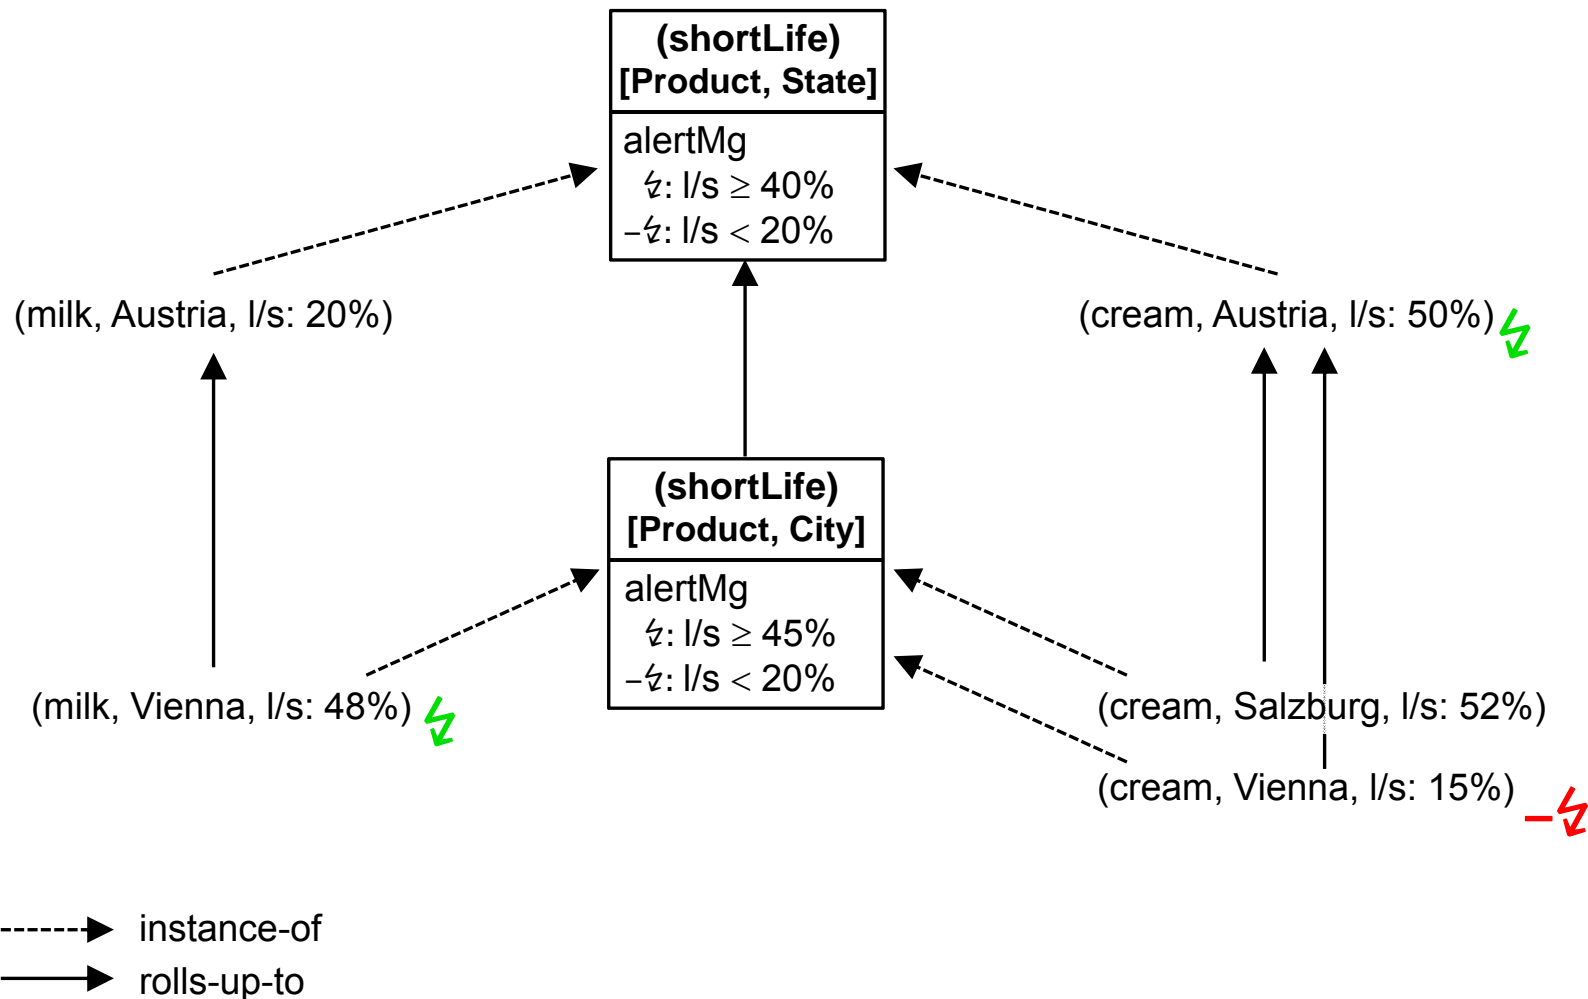 (shortLife)
[Product, State]
alertMg
↯: l/s ≥ 40%
–↯: l/s < 20%
(milk, Austria, l/s: 20%)
(cream, Austria, l/s: 50%) ↯
(shortLife)
[Product, City]
alertMg
↯: l/s ≥ 45%
–↯: l/s < 20%
(milk, Vienna, l/s: 48%) ↯
(cream, Salzburg, l/s: 52%)
(cream, Vienna, l/s: 15%) –↯
instance-of
rolls-up-to